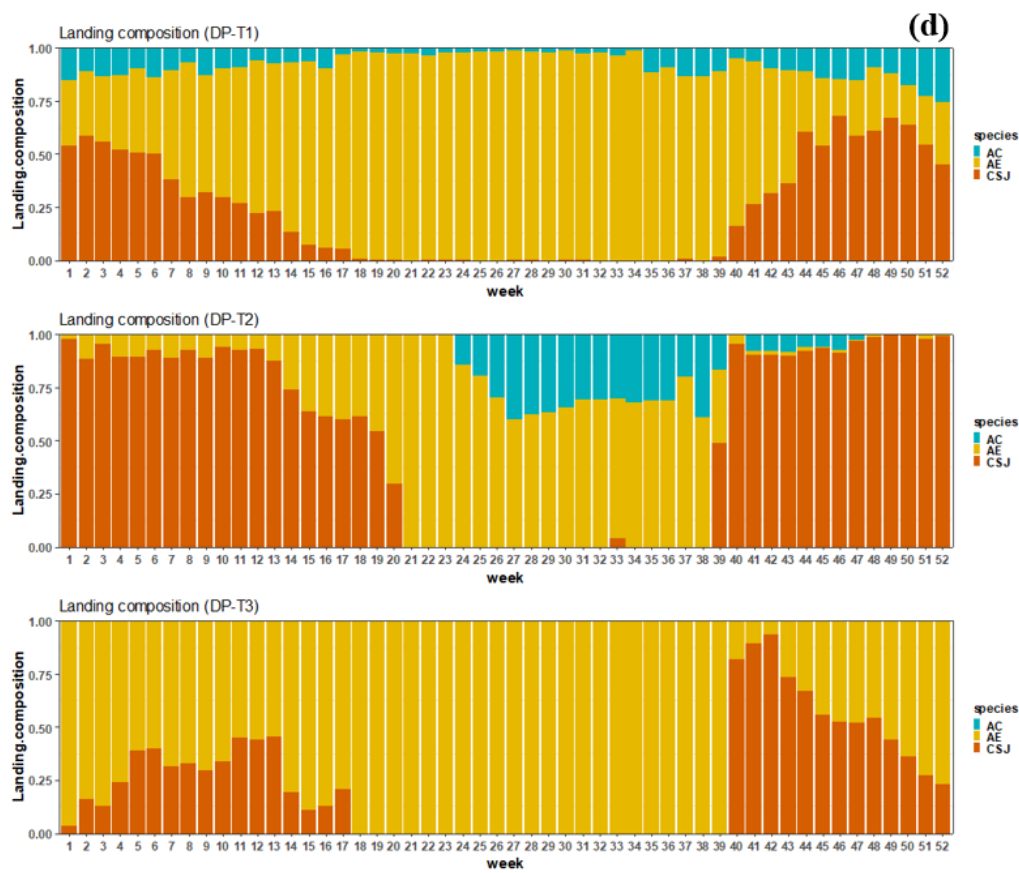 (d)
Landing composition (DP-T1)
1.00
0.75
0.50
0.25
0.00
Landing.composition
1 2 3 4 5 6 7 8 9 10 11 12 13 14 15 16 17 18 19 20 21 22 23 24 25 26 27 28 29 30 31 32 33 34 35 36 37 38 39 40 41 42 43 44 45 46 47 48 49 50 51 52
week
species
AC
AE
CSJ
Landing composition (DP-T2)
1.00
0.75
0.50
0.25
0.00
Landing.composition
1 2 3 4 5 6 7 8 9 10 11 12 13 14 15 16 17 18 19 20 21 22 23 24 25 26 27 28 29 30 31 32 33 34 35 36 37 38 39 40 41 42 43 44 45 46 47 48 49 50 51 52
week
species
AC
AE
CSJ
Landing composition (DP-T3)
1.00
0.75
0.50
0.25
0.00
Landing.composition
1 2 3 4 5 6 7 8 9 10 11 12 13 14 15 16 17 18 19 20 21 22 23 24 25 26 27 28 29 30 31 32 33 34 35 36 37 38 39 40 41 42 43 44 45 46 47 48 49 50 51 52
week
species
AC
AE
CSJ